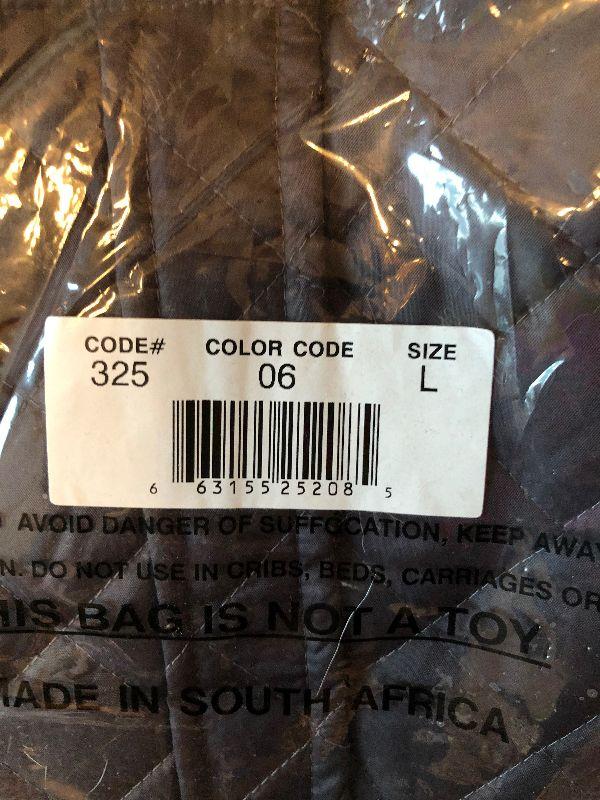 CODE# COLOR CODE SIZE
325 06 L
6 63155 25208 5
AVOID DANGER OF SUFFOCATION, KEEP AWAY
N. DO NOT USE IN CRIBS, BEDS, CARRIAGES OR
HIS BAG IS NOT A TOY.
MADE IN SOUTH AFRICA